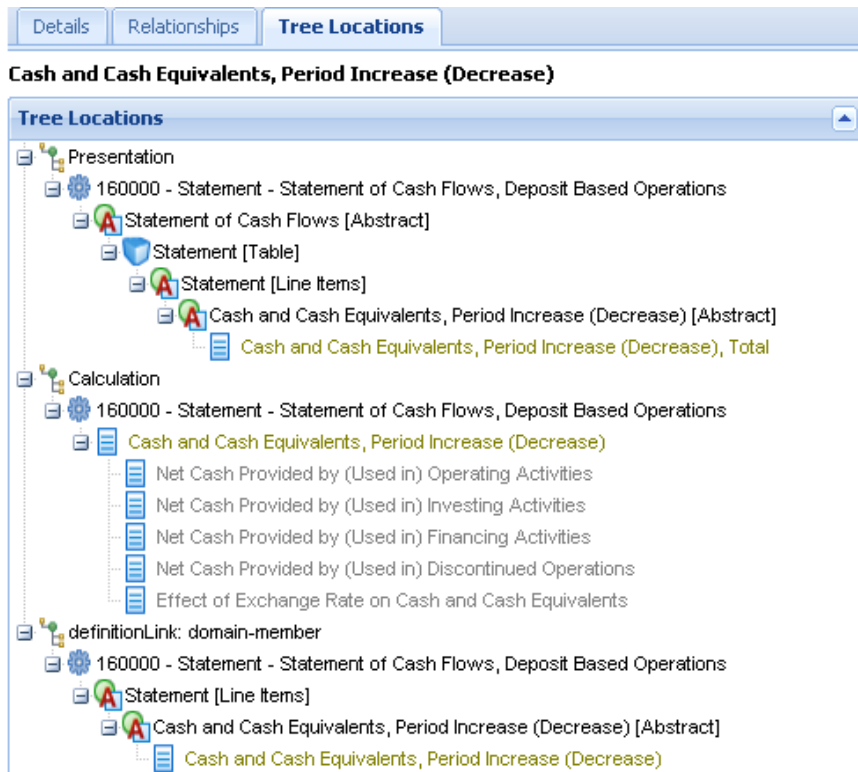 Details Relationships Tree Locations
Cash and Cash Equivalents, Period Increase (Decrease)
Tree Locations
Presentation
160000 - Statement - Statement of Cash Flows, Deposit Based Operations
Statement of Cash Flows [Abstract]
Statement [Table]
Statement [Line Items]
Cash and Cash Equivalents, Period Increase (Decrease) [Abstract]
Cash and Cash Equivalents, Period Increase (Decrease), Total
Calculation
160000 - Statement - Statement of Cash Flows, Deposit Based Operations
Cash and Cash Equivalents, Period Increase (Decrease)
Net Cash Provided by (Used in) Operating Activities
Net Cash Provided by (Used in) Investing Activities
Net Cash Provided by (Used in) Financing Activities
Net Cash Provided by (Used in) Discontinued Operations
Effect of Exchange Rate on Cash and Cash Equivalents
definitionLink: domain-member
160000 - Statement - Statement of Cash Flows, Deposit Based Operations
Statement [Line Items]
Cash and Cash Equivalents, Period Increase (Decrease) [Abstract]
Cash and Cash Equivalents, Period Increase (Decrease)